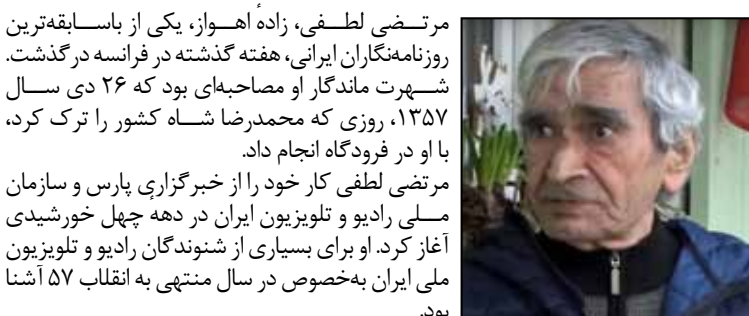 مرتضی لطفی، زادهٔ اهواز، یکی از باسابقه‌ترین
روزنامه‌نگاران ایرانی، هفته گذشته در فرانسه درگذشت.
شهرت ماندگار او مصاحبه‌ای بود که ۲۶ دی سال
۱۳۵۷، روزی که محمدرضا شاه کشور را ترک کرد،
با او در فرودگاه انجام داد.
مرتضی لطفی کار خود را از خبرگزاری پارس و سازمان
ملی رادیو و تلویزیون ایران در دههٔ چهل خورشیدی
آغاز کرد. او برای بسیاری از شنوندگان رادیو و تلویزیون
ملی ایران به‌خصوص در سال منتهی به انقلاب ۵۷ آشنا
بود.